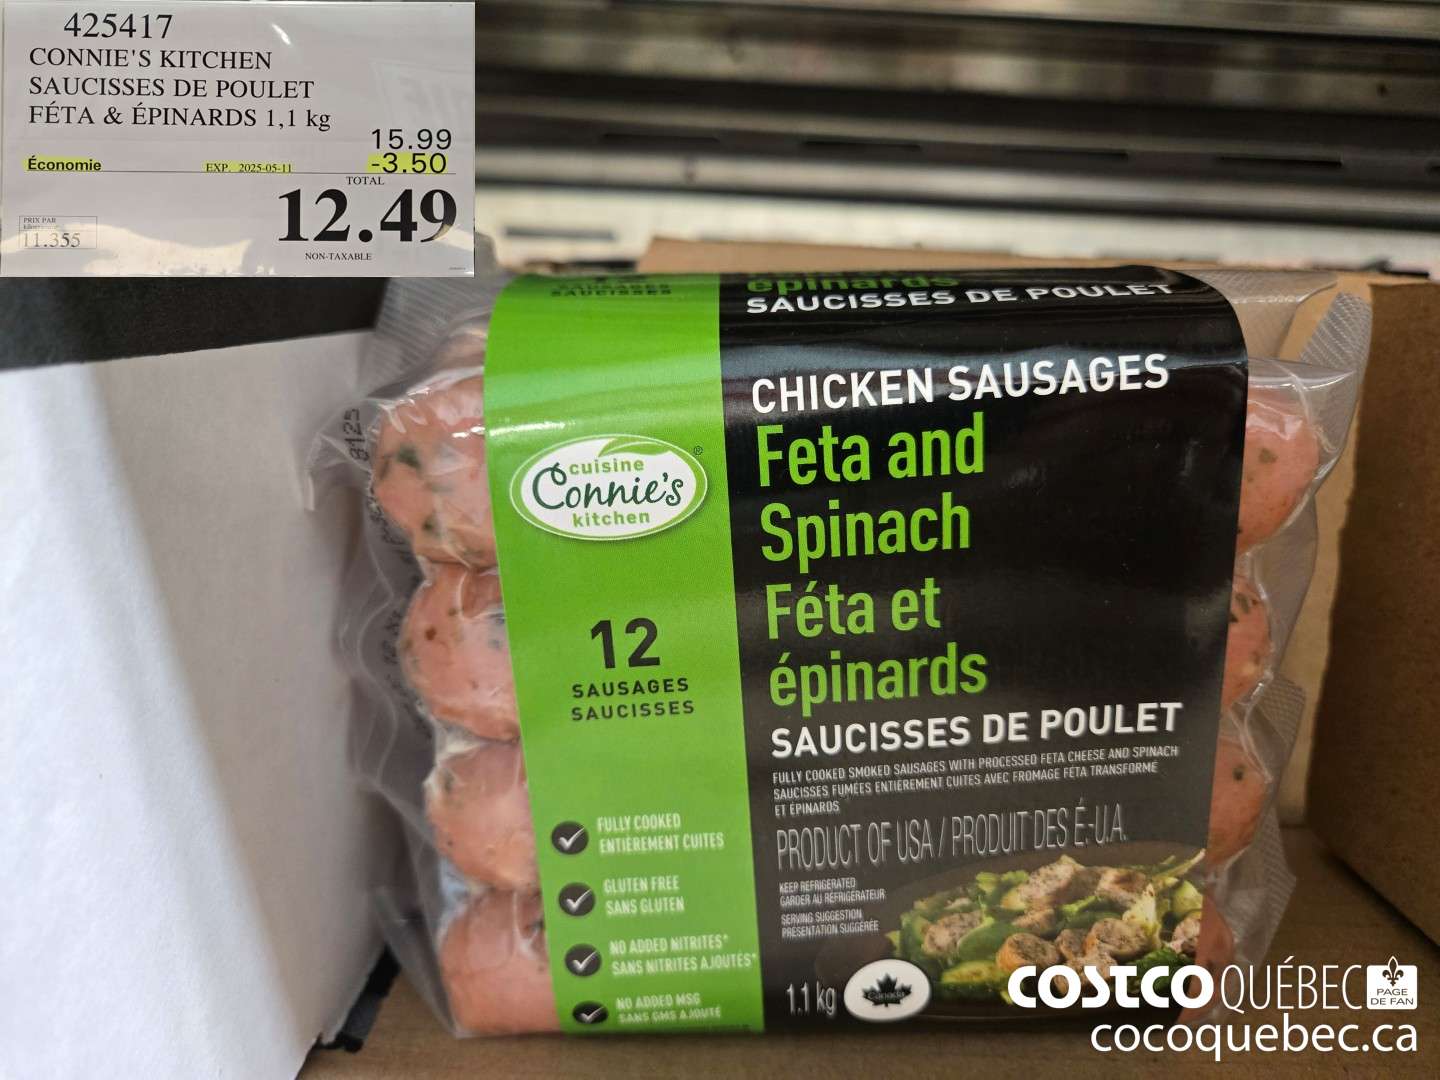 425417
CONNIE'S KITCHEN
SAUCISSES DE POULET
FÉTA & ÉPINARDS 1,1 kg
15.99
Économie EXP. 2025-05-11 -3.50
TOTAL
12.49
PRIX PAR
11.355
NON-TAXABLE
SAUCISSES
épinards
SAUCISSES DE POULET
CHICKEN SAUSAGES
Feta and
Spinach
Féta et
épinards
SAUCISSES DE POULET
FULLY COOKED SMOKED SAUSAGES WITH PROCESSED FETA CHEESE AND SPINACH
SAUCISSES FUMÉES ENTIÈREMENT CUITES AVEC FROMAGE FÉTA TRANSFORMÉ
ET ÉPINARDS
PRODUCT OF USA / PRODUIT DES É.-U.A.
KEEP REFRIGERATED
GARDER AU RÉFRIGÉRATEUR
SERVING SUGGESTION
PRÉSENTATION SUGGÉRÉE
1.1 kg
Canada
cuisine
Connie's
kitchen
®
12
SAUSAGES
SAUCISSES
FULLY COOKED
ENTIÈREMENT CUITES
GLUTEN FREE
SANS GLUTEN
NO ADDED NITRITES*
SANS NITRITES AJOUTÉS*
NO ADDED MSG
SANS GMS AJOUTÉ
8125
COSTCO QUÉBEC PAGE DE FAN
cocoquebec.ca